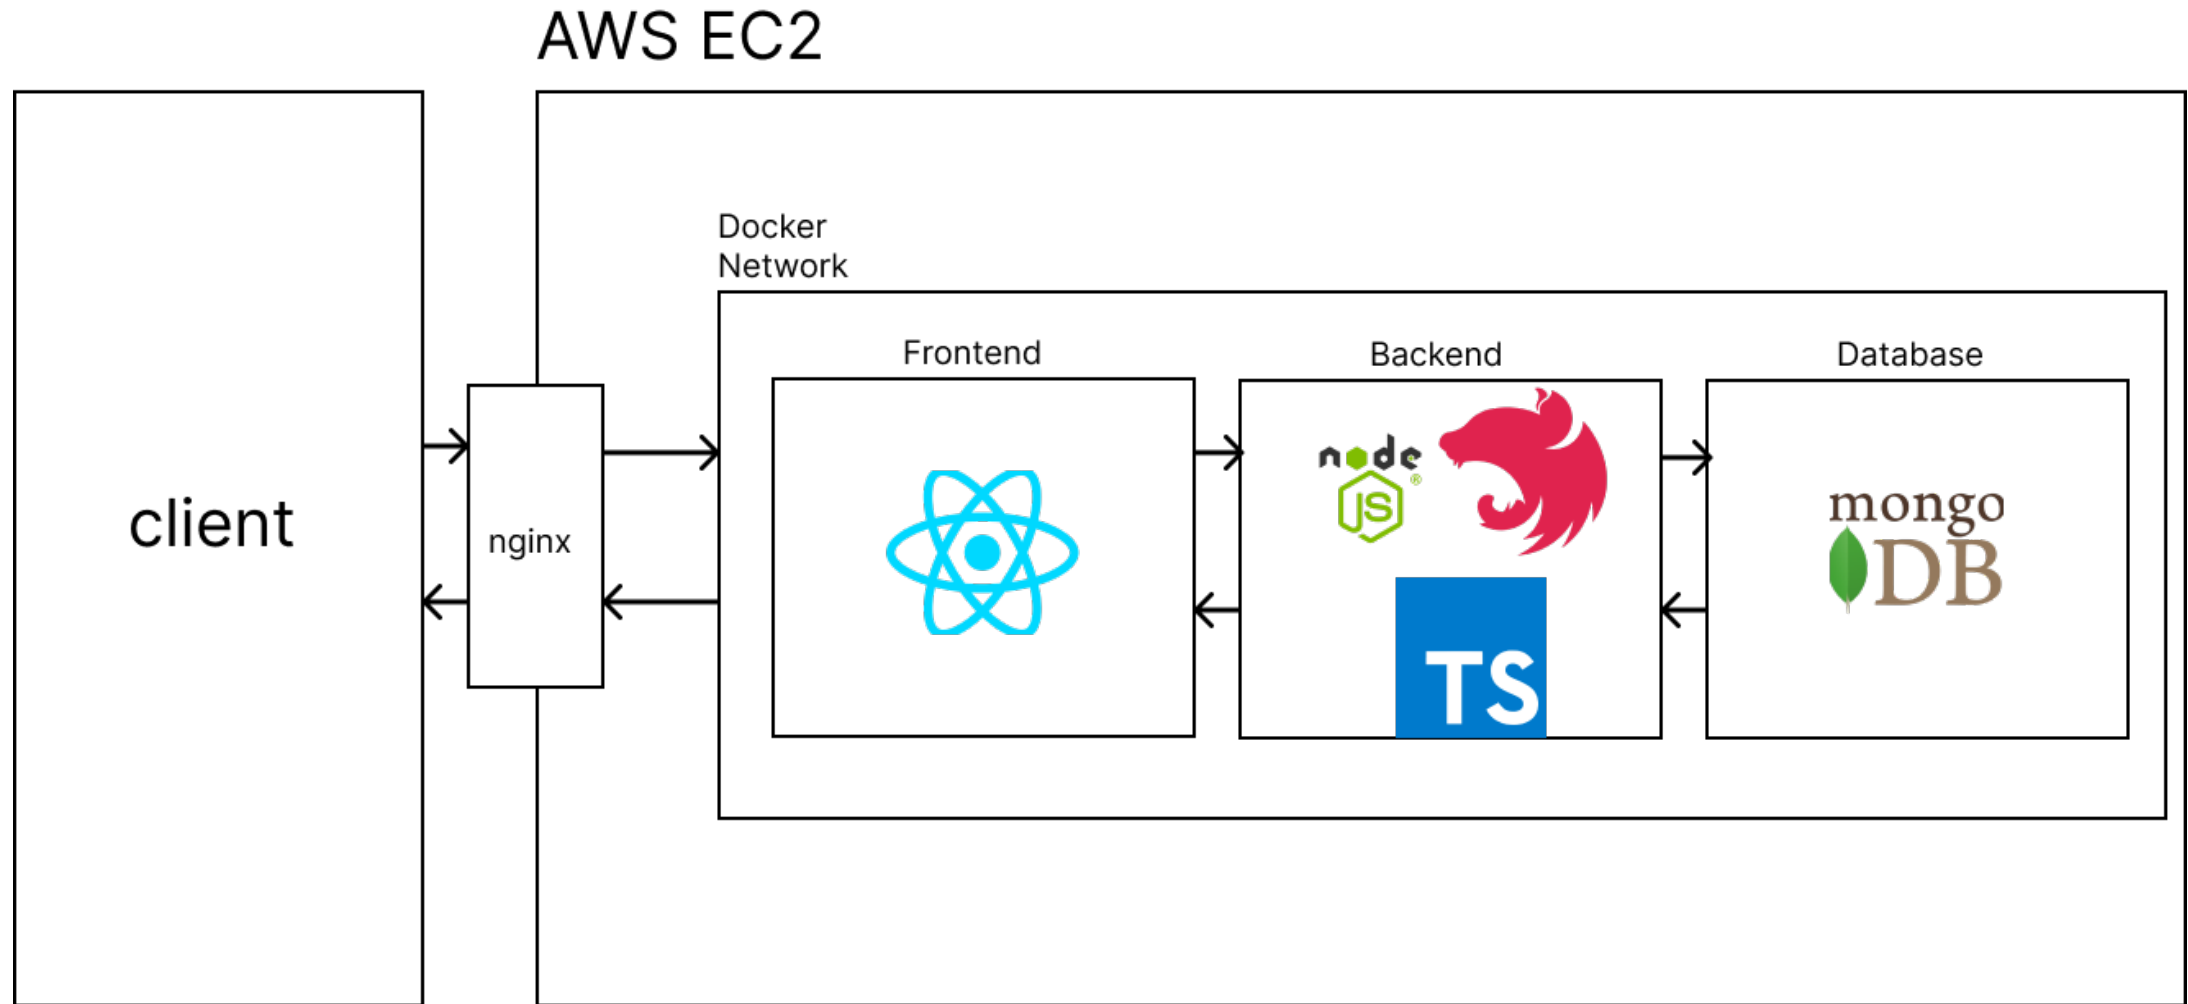 AWS EC2
client
nginx
Docker
Network
Frontend
Backend
Database
node
JS
®
TS
mongo
DB